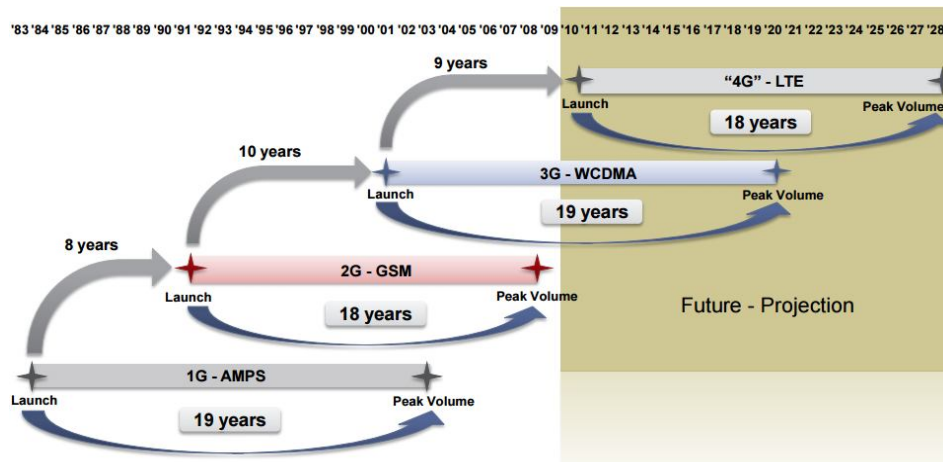 '83 '84 '85 '86 '87 '88 '89 '90 '91 '92 '93 '94 '95 '96 '97 '98 '99 '00 '01 '02 '03 '04 '05 '06 '07 '08 '09 '10 '11 '12 '13 '14 '15 '16 '17 '18 '19 '20 '21 '22 '23 '24 '25 '26 '27 '28
9 years
“4G” - LTE
Launch
Peak Volume
18 years
10 years
3G - WCDMA
Launch
Peak Volume
19 years
8 years
2G - GSM
Launch
Peak Volume
18 years
Future - Projection
1G - AMPS
Launch
Peak Volume
19 years